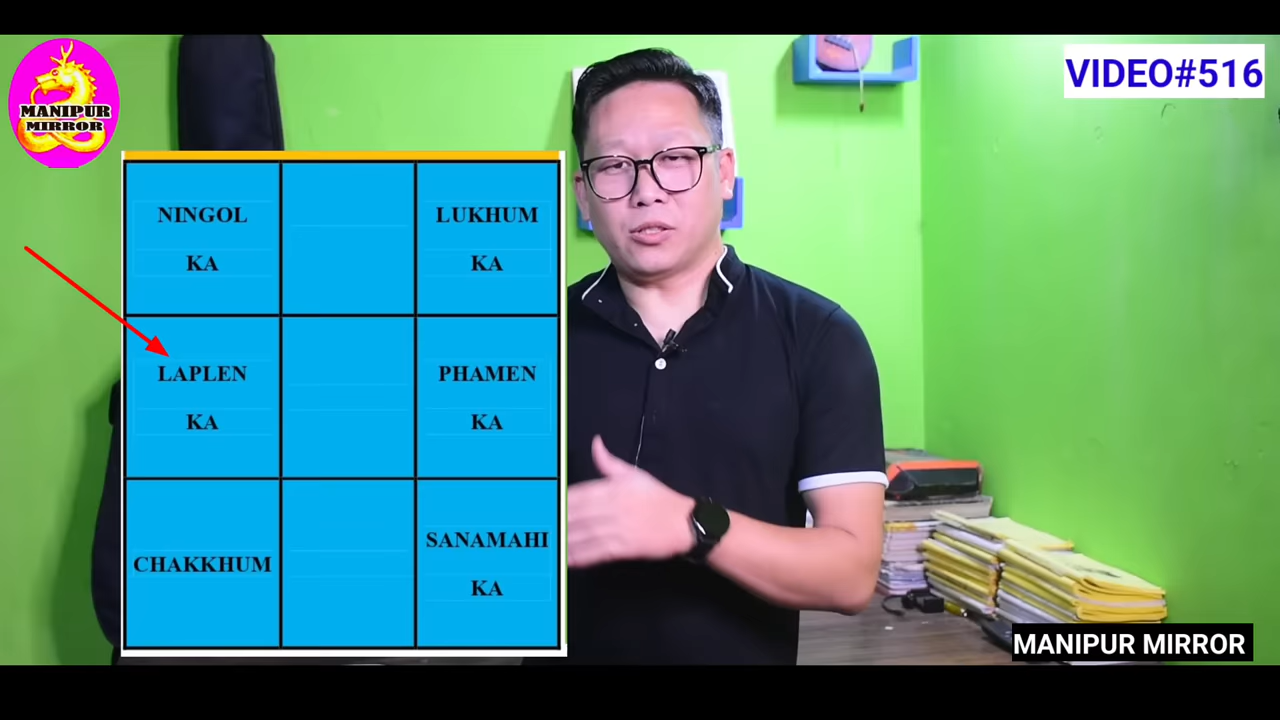 MANIPUR
MIRROR
VIDEO#516
NINGOL
KA
LUKHUM
KA
LAPLEN
KA
PHAMEN
KA
CHAKKHUM
SANAMAHI
KA
MANIPUR MIRROR